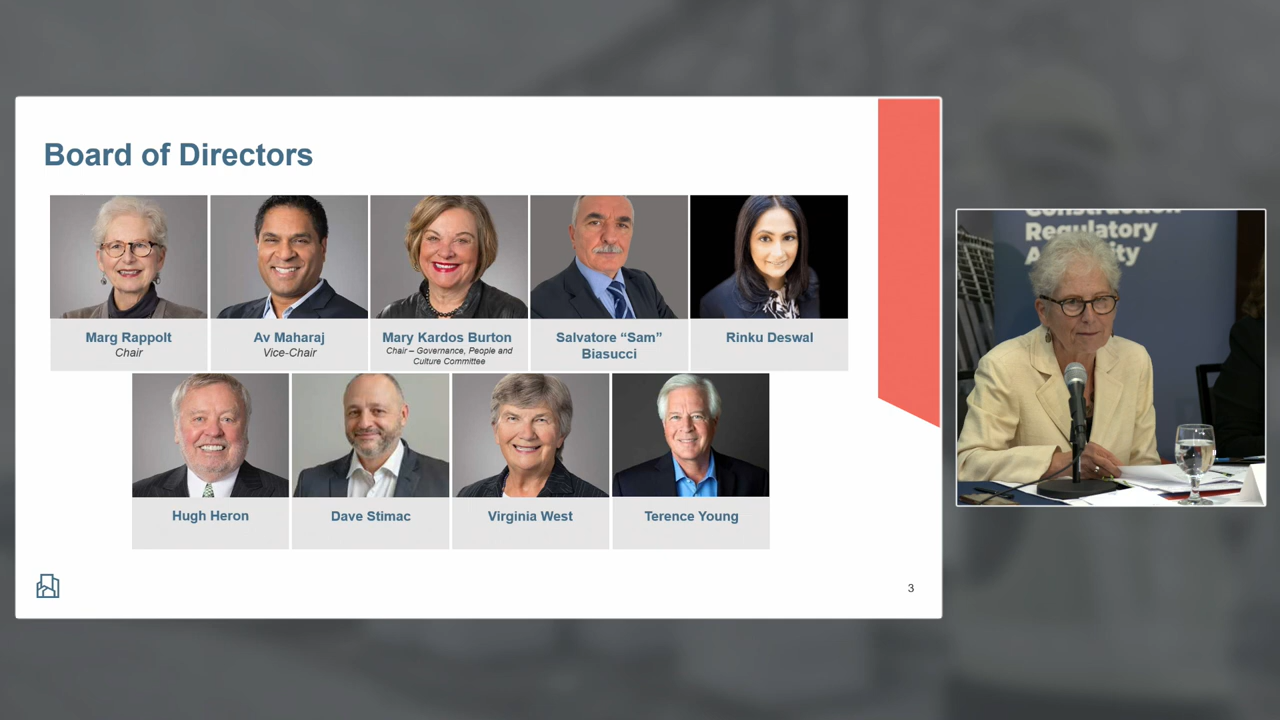 Board of Directors
Marg Rappolt
Chair
Av Maharaj
Vice-Chair
Mary Kardos Burton
Chair – Governance, People and
Culture Committee
Salvatore “Sam”
Biasucci
Rinku Deswal
Hugh Heron
Dave Stimac
Virginia West
Terence Young
3
Construction
Regulatory